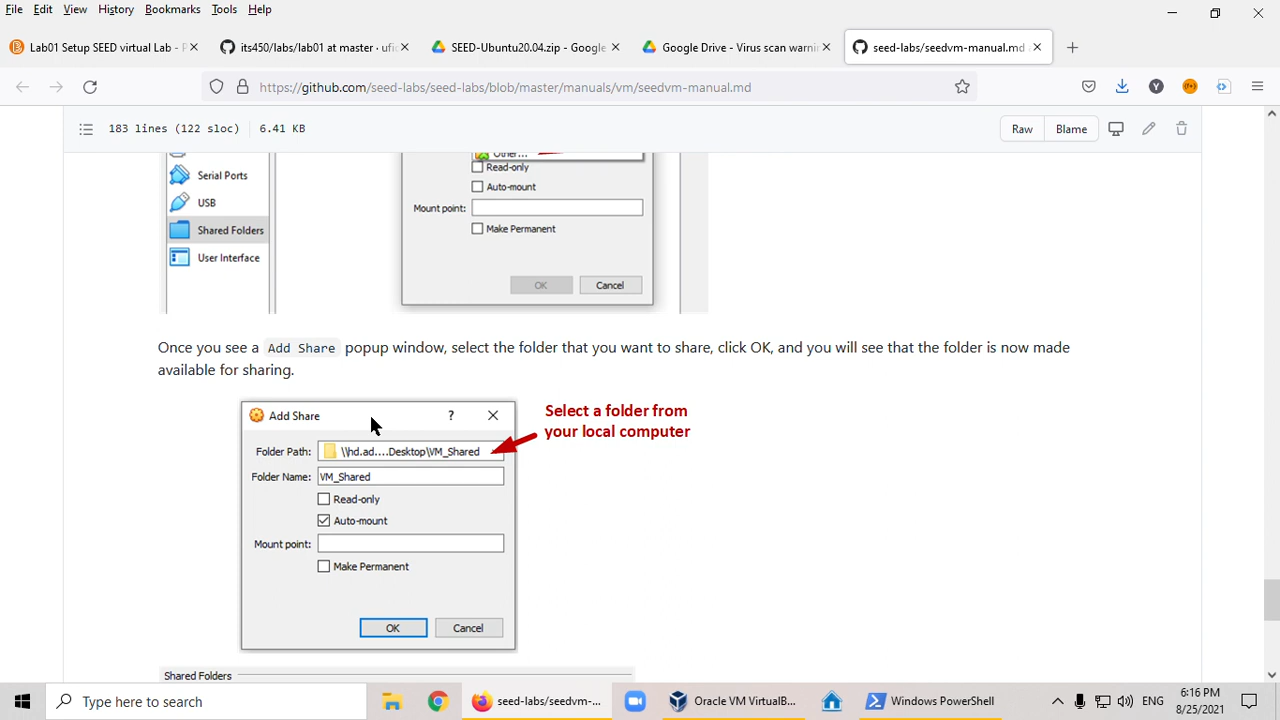 File Edit View History Bookmarks Tools Help
Lab01 Setup SEED virtual Lab - P
its450/labs/lab01 at master · ufic
SEED-Ubuntu20.04.zip - Google
Google Drive - Virus scan warni
seed-labs/seedvm-manual.md
https://github.com/seed-labs/seed-labs/blob/master/manuals/vm/seedvm-manual.md
183 lines (122 sloc) 6.41 KB
Raw Blame
Other...
Read-only
Serial Ports
Auto-mount
USB
Mount point:
Shared Folders
Make Permanent
User Interface
OK Cancel
Once you see a Add Share popup window, select the folder that you want to share, click OK, and you will see that the folder is now made
available for sharing.
Add Share ?
Select a folder from
your local computer
Folder Path: \\hd.ad....Desktop\VM_Shared
Folder Name: VM_Shared
Read-only
Auto-mount
Mount point:
Make Permanent
OK Cancel
Shared Folders
Type here to search
seed-labs/seedvm-...
Oracle VM VirtualB...
Windows PowerShell
ENG
6:16 PM
8/25/2021